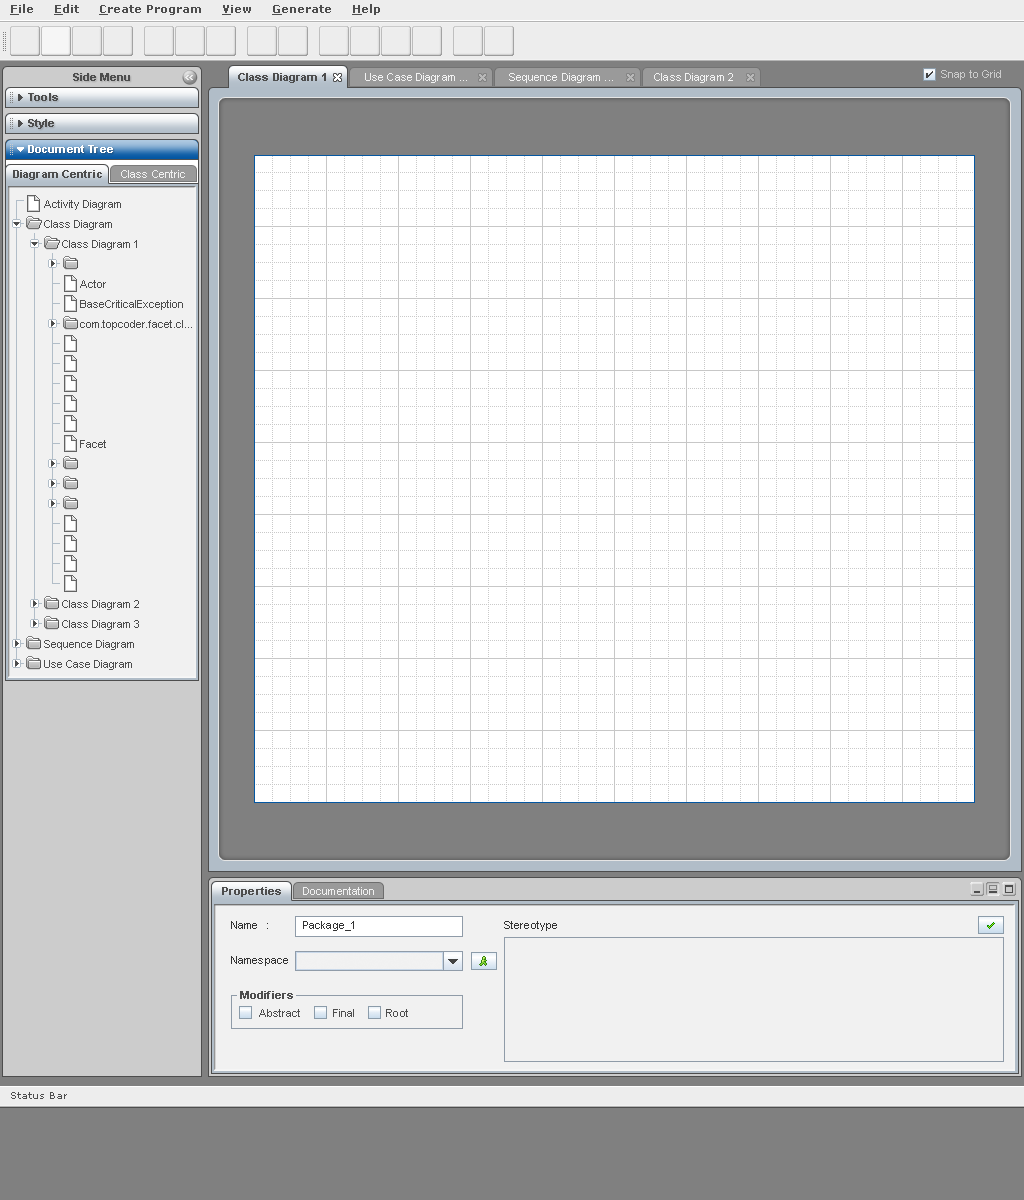 File Edit Create Program View Generate Help
Side Menu
Class Diagram 1 Use Case Diagram ... Sequence Diagram ... Class Diagram 2 Snap to Grid
Tools
Style
Document Tree
Diagram Centric Class Centric
Activity Diagram
Class Diagram
Class Diagram 1
Actor
BaseCriticalException
com.topcoder.facet.cl...
Facet
Class Diagram 2
Class Diagram 3
Sequence Diagram
Use Case Diagram
Properties Documentation
Name : Package_1
Stereotype
Namespace
Modifiers
Abstract Final Root
Status Bar